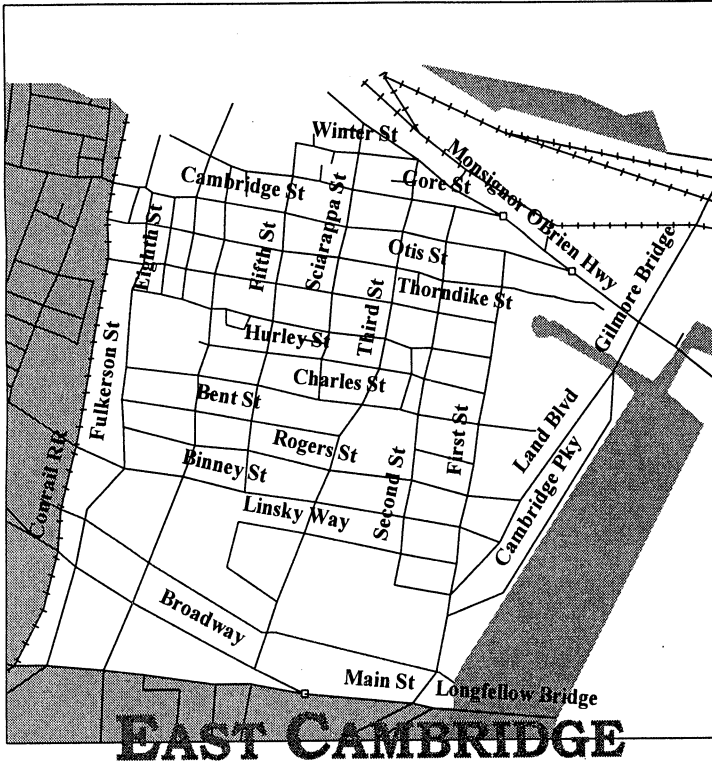 Winter St
Monsignor OBrien Hwy
Cambridge St
Gore St
Eighth St
Fifth St
Sciarappa St
Otis St
Gilmore Bridge
Thorndike St
Third St
Hurley St
Fulkerson St
Charles St
Bent St
First St
Land Blvd
Rogers St
Cambridge Pky
Binney St
Conrail RR
Second St
Linsky Way
Broadway
Main St
Longfellow Bridge
EAST CAMBRIDGE